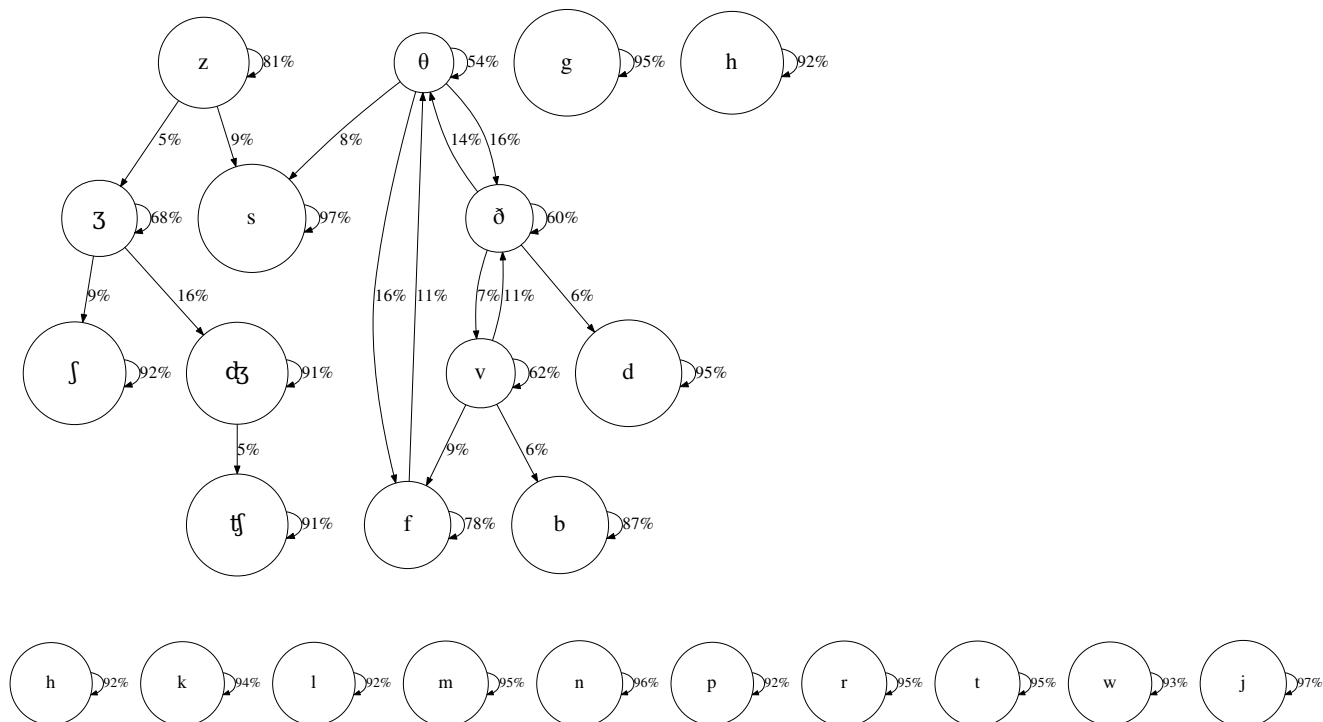 z 81% θ 54% g 95% h 92%
5% 9% 8% 14% 16%
ʒ 68% s 97% ð 60%
9% 16% 16% 11% 7% 11% 6%
ʃ 92% ʤ 91% v 62% d 95%
5% 9% 6%
ʧ 91% f 78% b 87%
h 92% k 94% l 92% m 95% n 96% p 92% r 95% t 95% w 93% j 97%